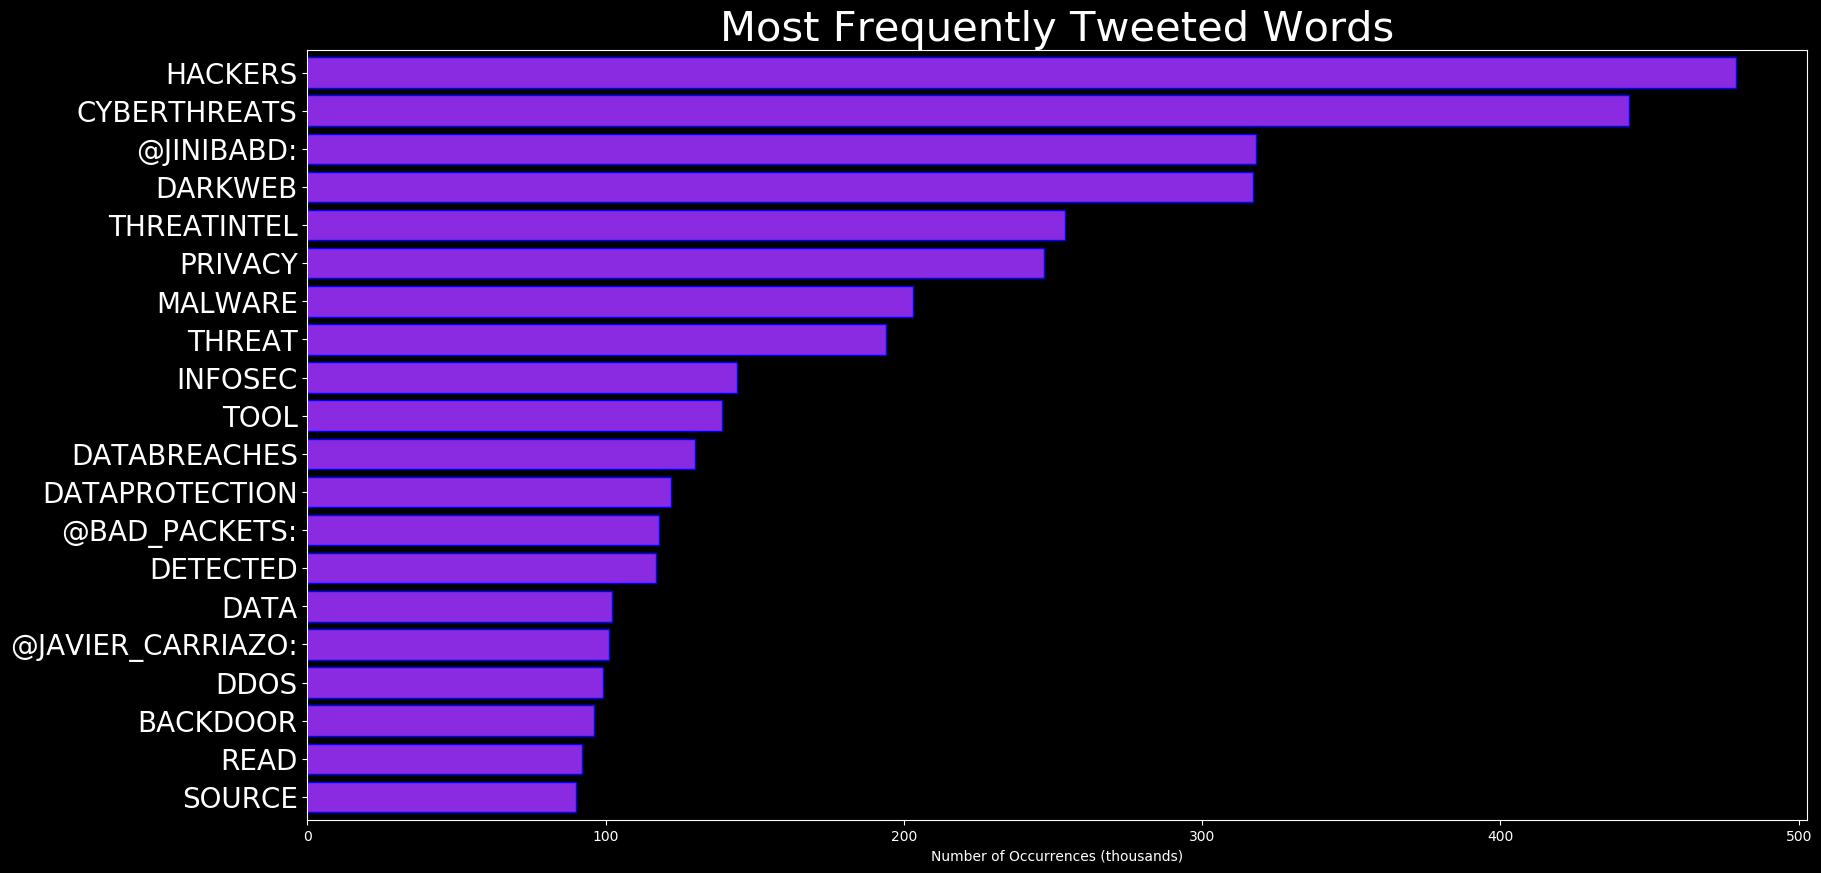 Most Frequently Tweeted Words
HACKERS
CYBERTHREATS
@JINIBABD:
DARKWEB
THREATINTEL
PRIVACY
MALWARE
THREAT
INFOSEC
TOOL
DATABREACHES
DATAPROTECTION
@BAD_PACKETS:
DETECTED
DATA
@JAVIER_CARRIAZO:
DDOS
BACKDOOR
READ
SOURCE
0 100 200 300 400 500
Number of Occurrences (thousands)